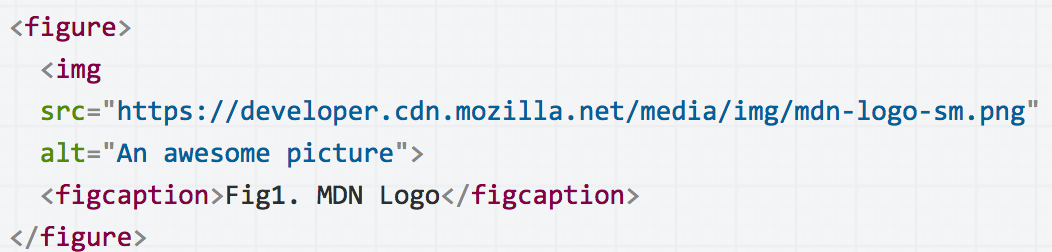 <figure>
<img
src="https://developer.cdn.mozilla.net/media/img/mdn-logo-sm.png"
alt="An awesome picture">
<figcaption>Fig1. MDN Logo</figcaption>
</figure>